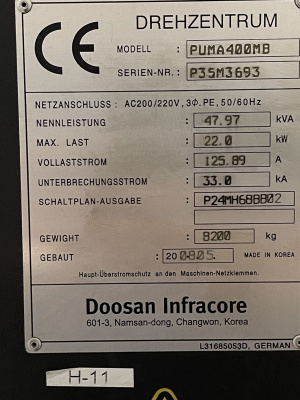 CE DREHZENTRUM
MODELL : PUMA400MB
SERIEN-NR. : P35M3693
NETZANSCHLUSS : AC200/220V, 3Φ, PE, 50/60Hz
NENNLEISTUNG : 47.97 kVA
MAX. LAST : 22.0 kW
VOLLASTSTROM : 125.89 A
UNTERBRECHUNGSSTROM : 33.0 kA
SCHALTPLAN-AUSGABE : P24MH68BB02
GEWIGHT : 8200 kg
GEBAUT : 2008.05. MADE IN KOREA
Haupt-Überstromschutz an den Maschinen-Netzklemmen.
Doosan Infracore
601-3, Namsan-dong, Changwon, Korea
L31685053D, GERMAN
H-11